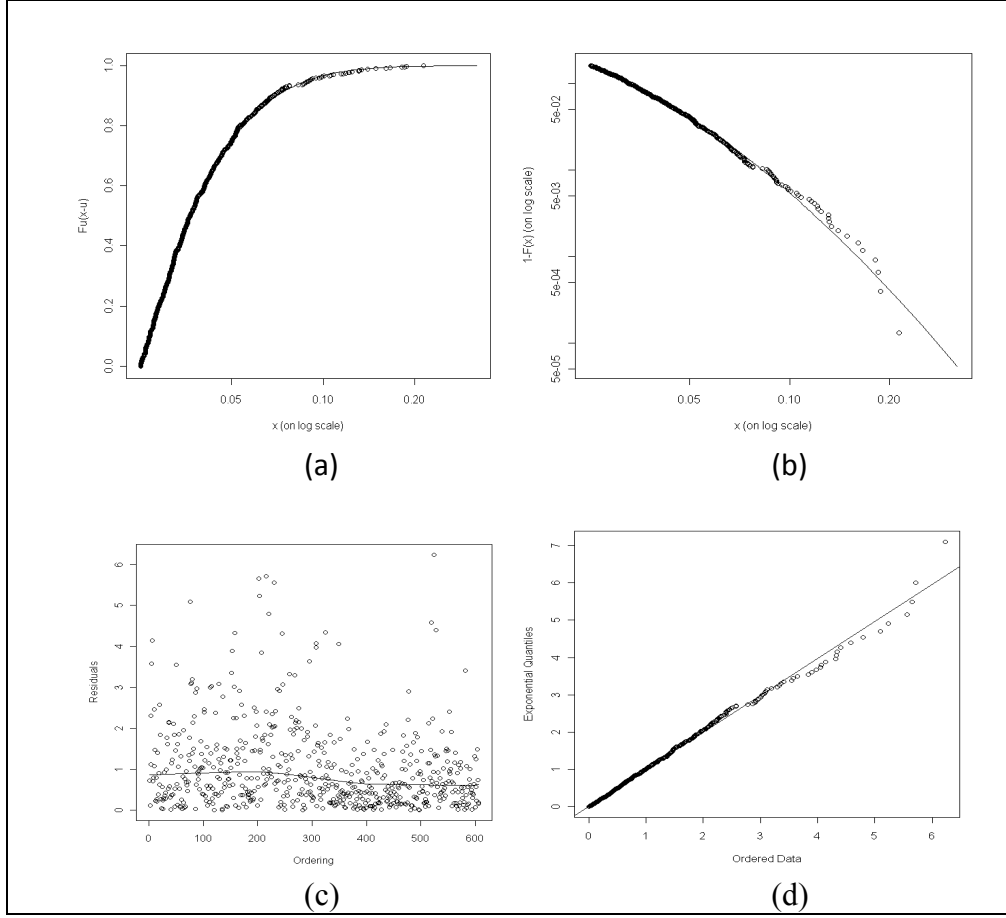 Fu(x-u)
0.0 0.2 0.4 0.6 0.8 1.0
0.05 0.10 0.20
x (on log scale)
(a)
1-F(x) (on log scale)
5e-05 5e-04 5e-03 5e-02
0.05 0.10 0.20
x (on log scale)
(b)
Residuals
0 1 2 3 4 5 6
0 100 200 300 400 500 600
Ordering
(c)
Exponential Quantiles
0 1 2 3 4 5 6 7
0 1 2 3 4 5 6
Ordered Data
(d)